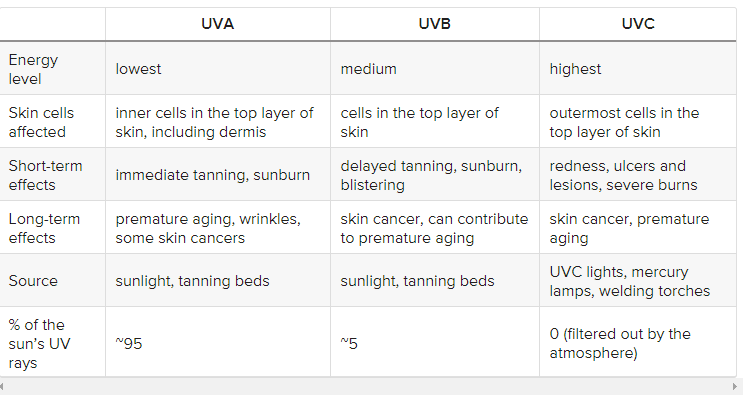 UVA UVB UVC
Energy
level
lowest
medium
highest
Skin cells
affected
inner cells in the top layer of
skin, including dermis
cells in the top layer of
skin
outermost cells in the
top layer of skin
Short-term
effects
immediate tanning, sunburn
delayed tanning, sunburn,
blistering
redness, ulcers and
lesions, severe burns
Long-term
effects
premature aging, wrinkles,
some skin cancers
skin cancer, can contribute
to premature aging
skin cancer, premature
aging
Source
sunlight, tanning beds
sunlight, tanning beds
UVC lights, mercury
lamps, welding torches
% of the
sun’s UV
rays
~95
~5
0 (filtered out by the
atmosphere)